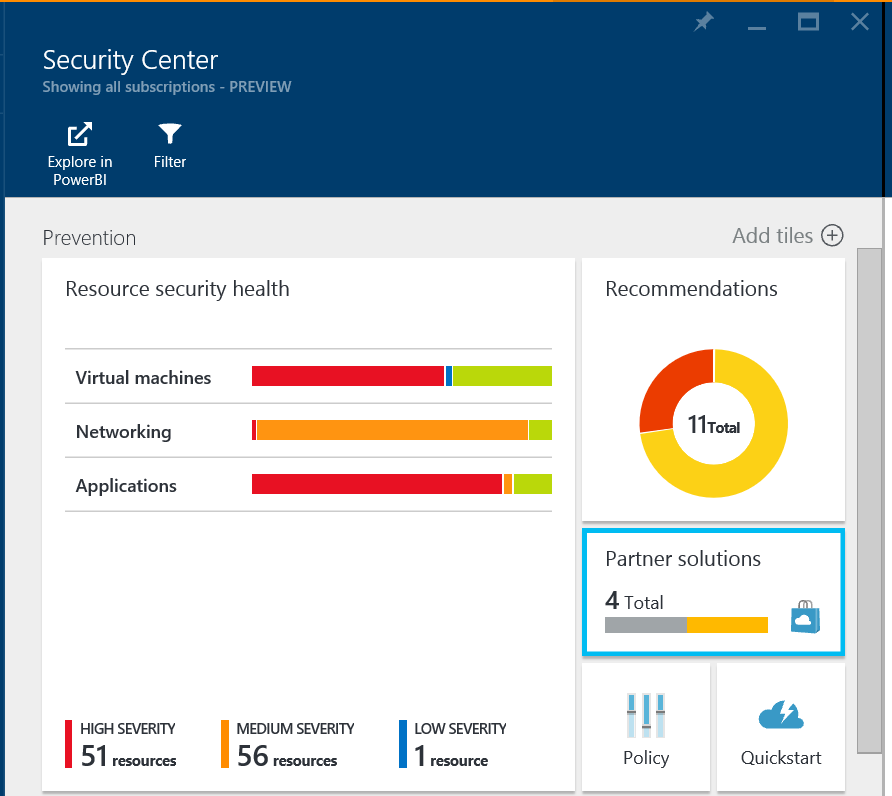 Security Center
Showing all subscriptions - PREVIEW
Explore in
PowerBI
Filter
Prevention
Add tiles
Resource security health
Virtual machines
Networking
Applications
HIGH SEVERITY
51 resources
MEDIUM SEVERITY
56 resources
LOW SEVERITY
1 resource
Recommendations
11 Total
Partner solutions
4 Total
Policy
Quickstart